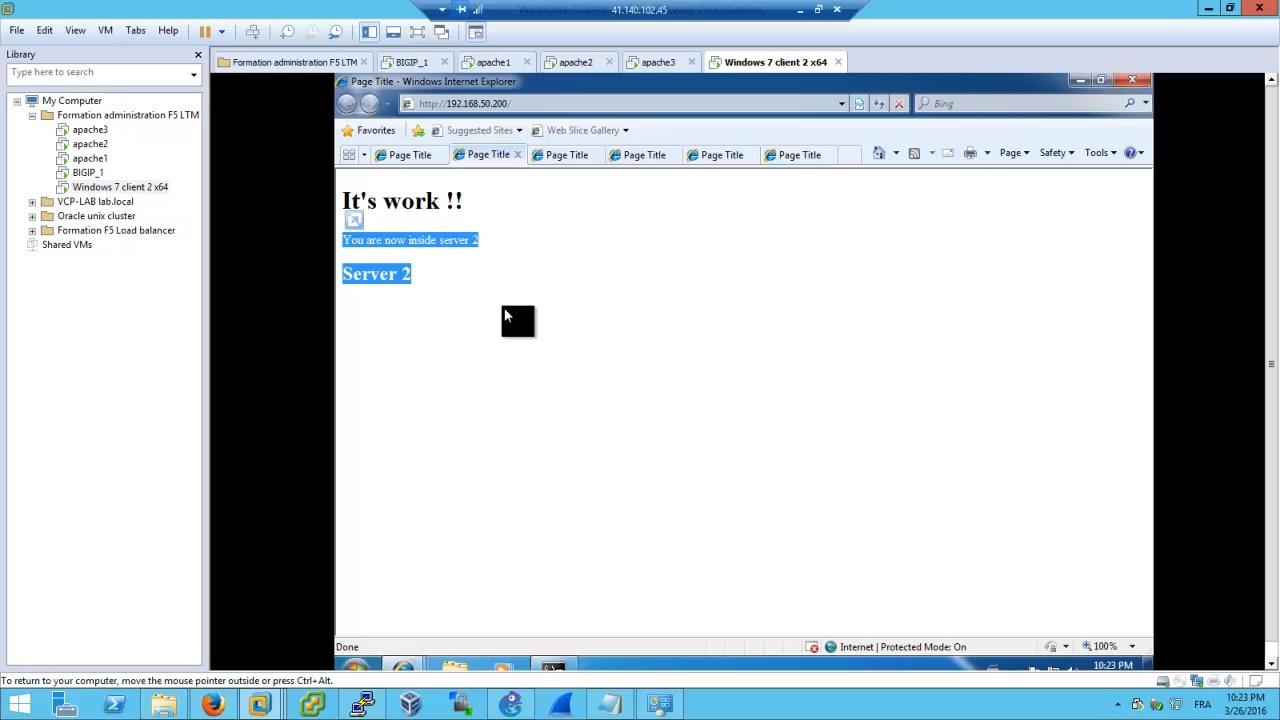 41.140.102.45
File Edit View VM Tabs Help
Library
Type here to search
My Computer
Formation administration F5 LTM
apache3
apache2
apache1
BIGIP_1
Windows 7 client 2 x64
VCP-LAB lab.local
Oracle unix cluster
Formation F5 Load balancer
Shared VMs
Formation administration F5 LTM BIGIP_1 apache1 apache2 apache3 Windows 7 client 2 x64
Page Title - Windows Internet Explorer
http://192.168.50.200/ Bing
Favorites Suggested Sites Web Slice Gallery
Page Title Page Title Page Title Page Title Page Title Page Title Page Safety Tools
It's work !!
You are now inside server 2
Server 2
Done Internet | Protected Mode: On 100%
10:23 PM
To return to your computer, move the mouse pointer outside or press Ctrl+Alt.
FRA 10:23 PM
3/26/2016